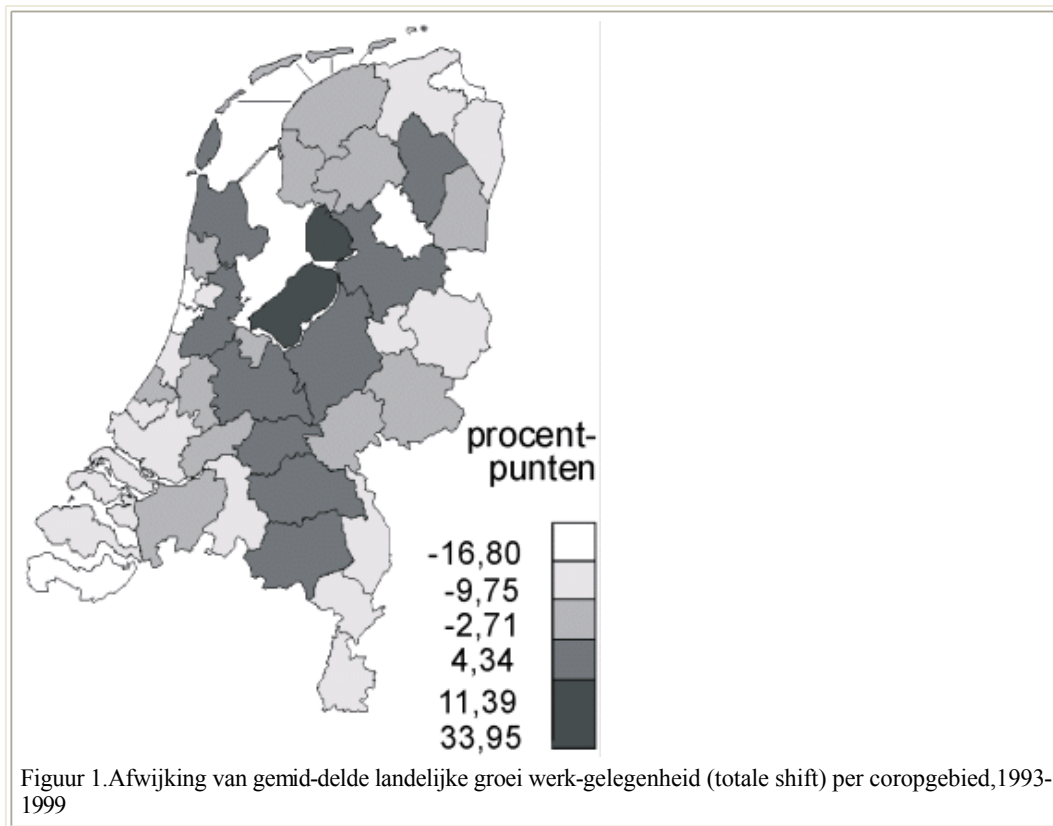 procent-
punten
-16,80
-9,75
-2,71
4,34
11,39
33,95
Figuur 1.Afwijking van gemid-delde landelijke groei werk-gelegenheid (totale shift) per coropgebied,1993-
1999